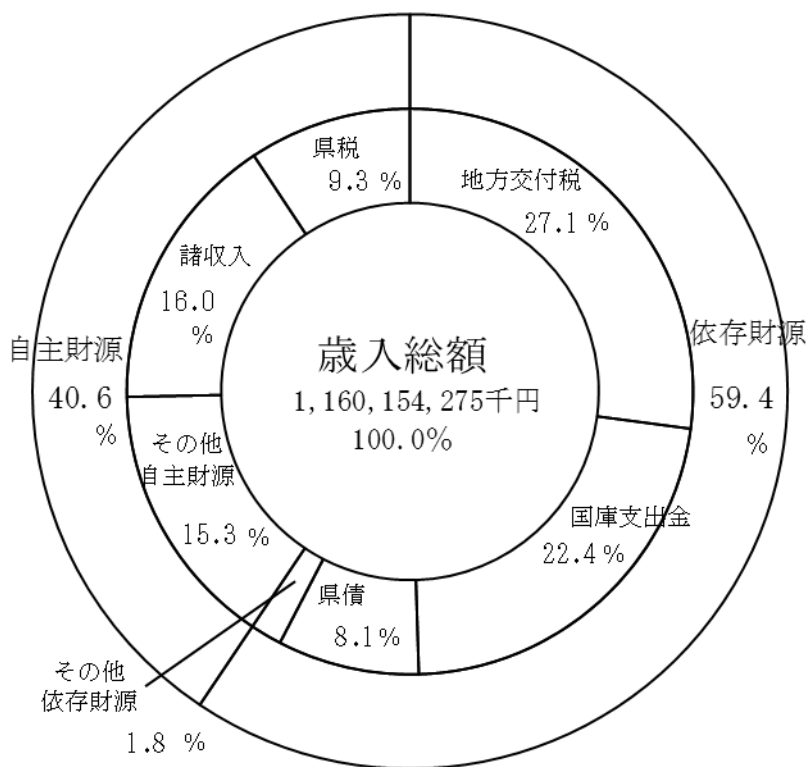 県税
9.3 %
地方交付税
27.1 %
諸収入
16.0
%
自主財源
40.6
%
依存財源
59.4
%
歳入総額
1,160,154,275千円
100.0%
その他
自主財源
15.3 %
国庫支出金
22.4 %
県債
8.1%
その他
依存財源
1.8 %